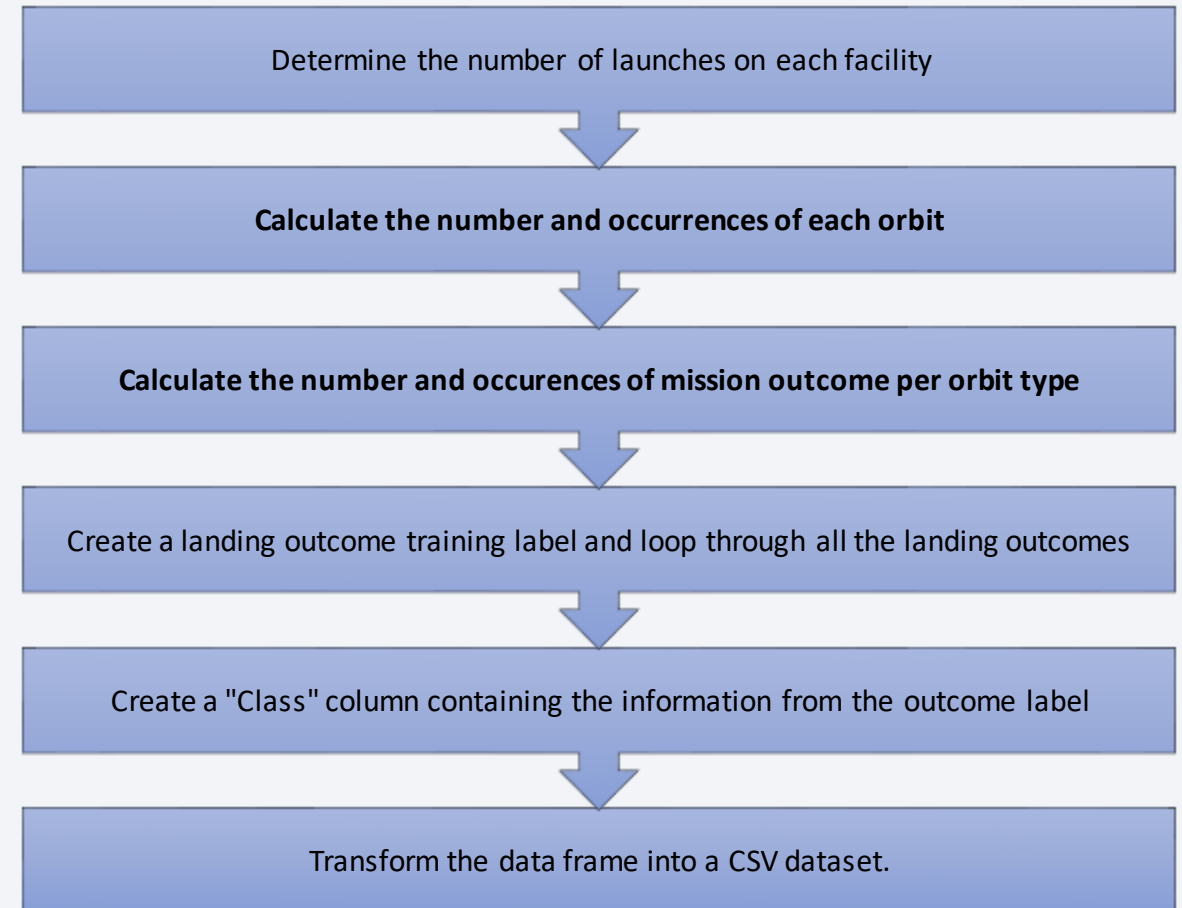 Determine the number of launches on each facility
Calculate the number and occurrences of each orbit
Calculate the number and occurences of mission outcome per orbit type
Create a landing outcome training label and loop through all the landing outcomes
Create a "Class" column containing the information from the outcome label
Transform the data frame into a CSV dataset.